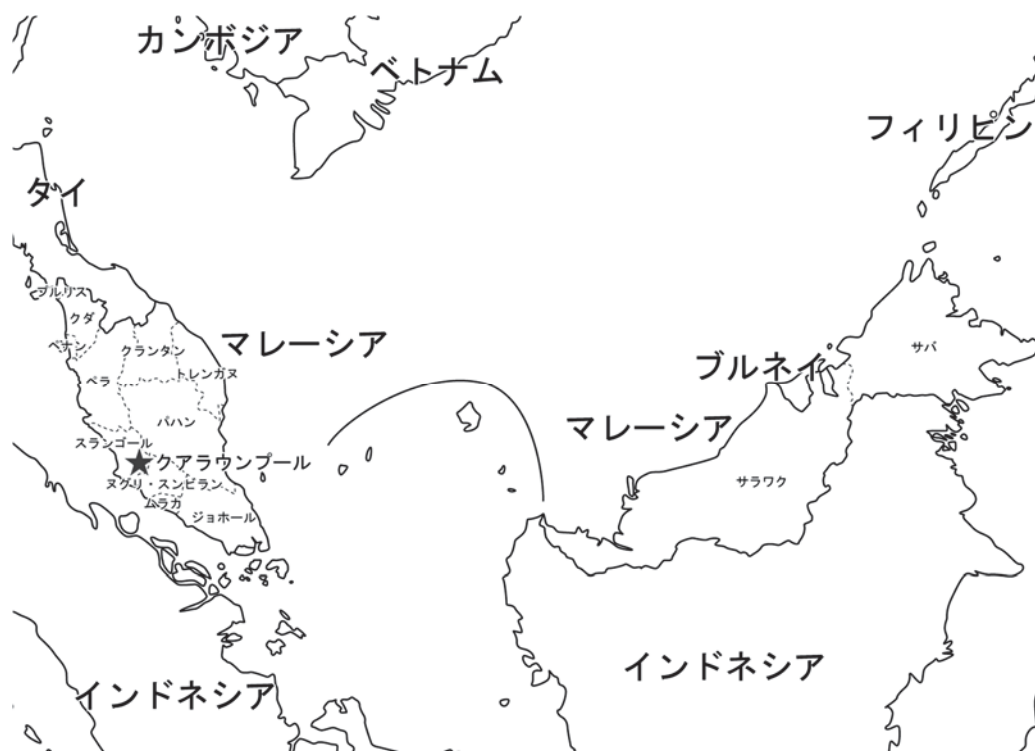 カンボジア
ベトナム
フィリピン
タイ
プルリス
クダ
ペナン
クランタン
マレーシア
ペラ
トレンガヌ
サバ
ブルネイ
パハン
マレーシア
スランゴール
クアラウンプール
ヌグリ・スンビラン
サラワク
ムラカ
ジョホール
インドネシア
インドネシア